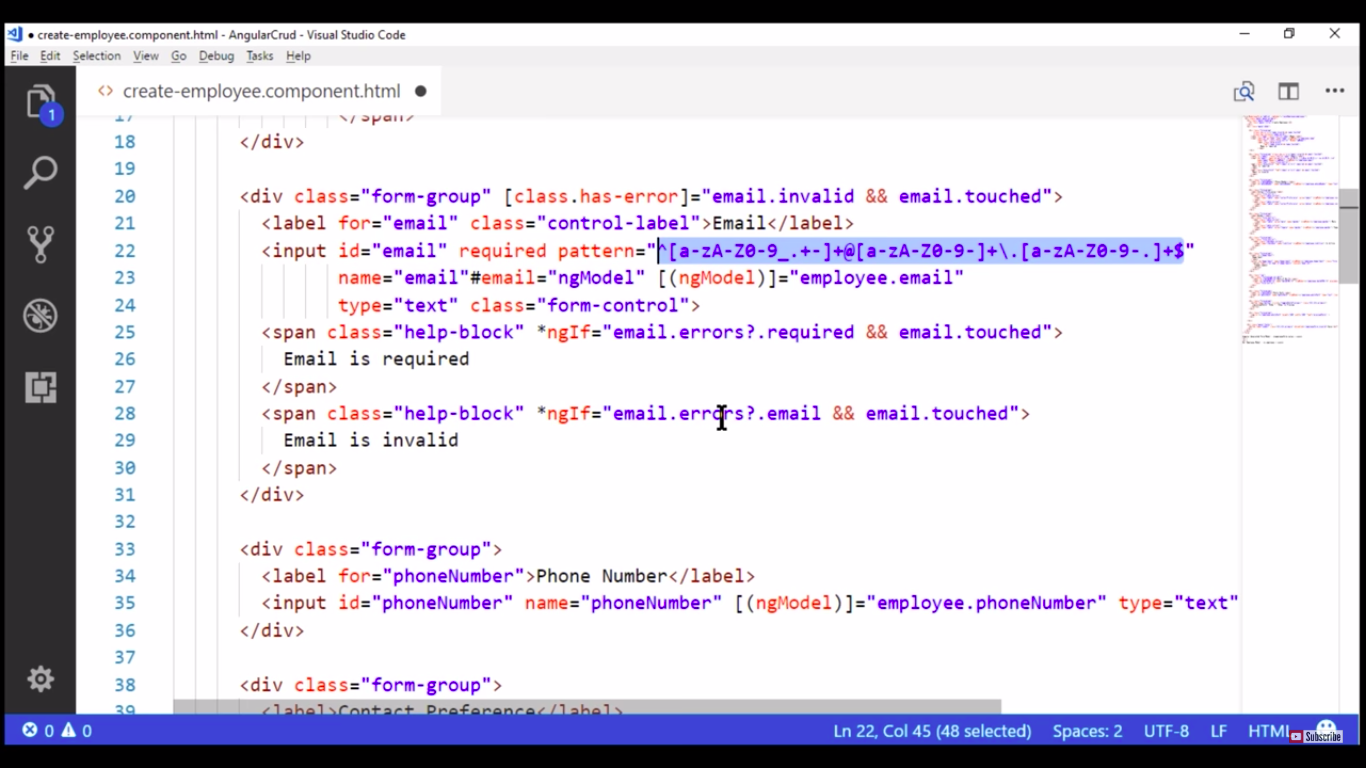 create-employee.component.html - AngularCrud - Visual Studio Code
File Edit Selection View Go Debug Tasks Help
create-employee.component.html
1
17 </span>
18 </div>
19
20 <div class="form-group" [class.has-error]="email.invalid && email.touched">
21 <label for="email" class="control-label">Email</label>
22 <input id="email" required pattern="^[a-zA-Z0-9_.+-]+@[a-zA-Z0-9-]+\.[a-zA-Z0-9-.]+$"
23 name="email"#email="ngModel" [(ngModel)]="employee.email"
24 type="text" class="form-control">
25 <span class="help-block" *ngIf="email.errors?.required && email.touched">
26 Email is required
27 </span>
28 <span class="help-block" *ngIf="email.errors?.email && email.touched">
29 Email is invalid
30 </span>
31 </div>
32
33 <div class="form-group">
34 <label for="phoneNumber">Phone Number</label>
35 <input id="phoneNumber" name="phoneNumber" [(ngModel)]="employee.phoneNumber" type="text"
36 </div>
37
38 <div class="form-group">
39 <label>Contact Preference</label>
0 0 Ln 22, Col 45 (48 selected) Spaces: 2 UTF-8 LF HTML
Subscribe